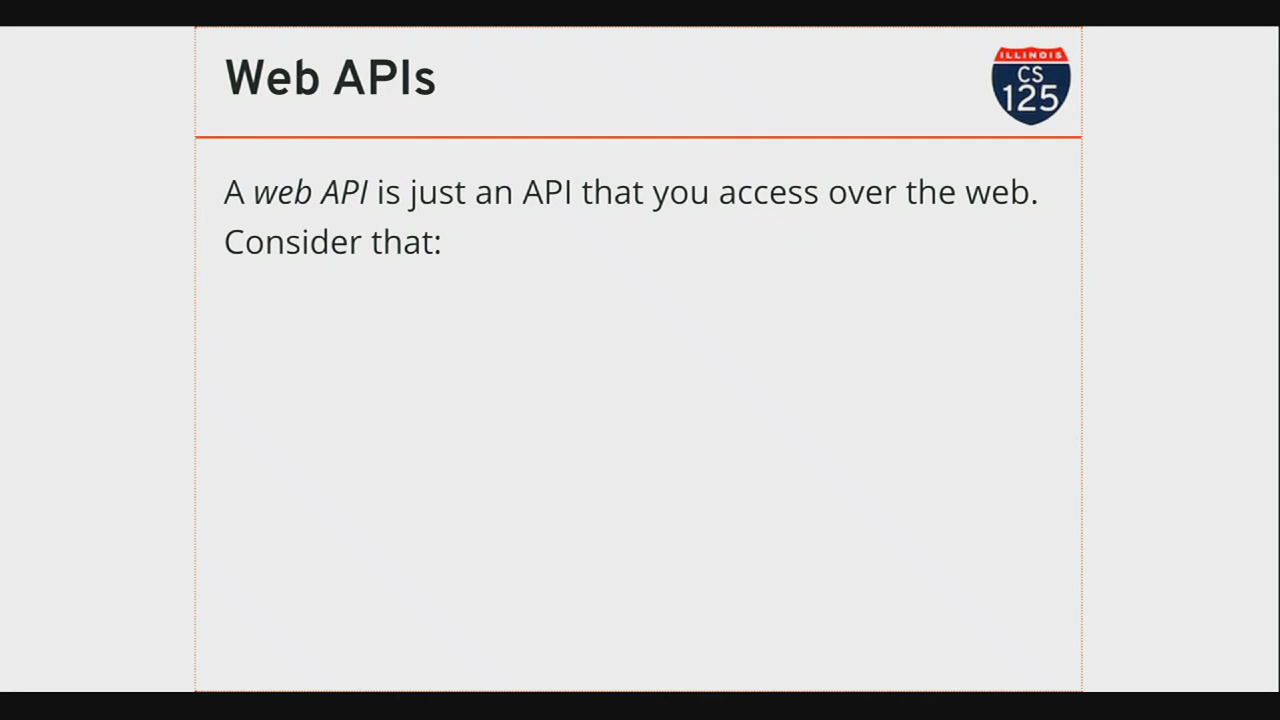 Web APIs
ILLINOIS
CS
125
A web API is just an API that you access over the web.
Consider that: